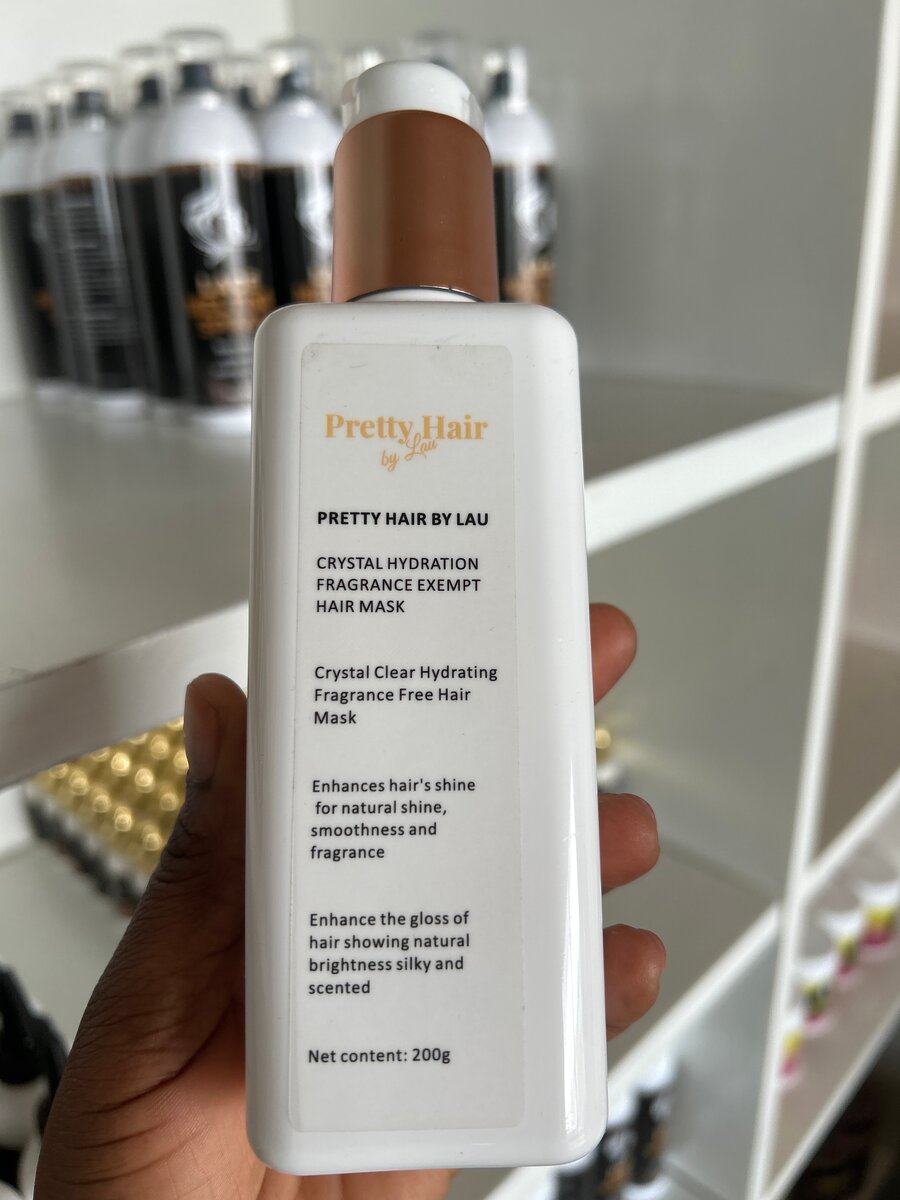 Pretty Hair
by Lau
PRETTY HAIR BY LAU
CRYSTAL HYDRATION
FRAGRANCE EXEMPT
HAIR MASK
Crystal Clear Hydrating
Fragrance Free Hair
Mask
Enhances hair's shine
for natural shine,
smoothness and
fragrance
Enhance the gloss of
hair showing natural
brightness silky and
scented
Net content: 200g